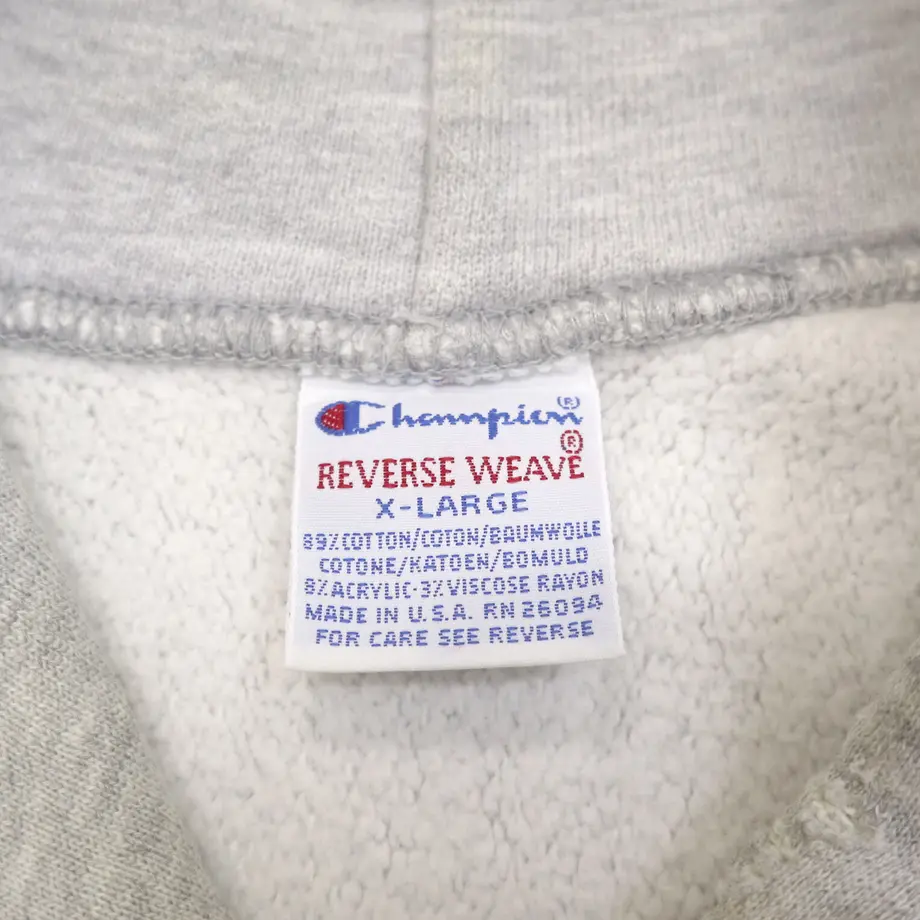 Champion®
REVERSE WEAVE®
X-LARGE
89% COTTON/COTON/BAUMWOLLE
COTONE/KATOEN/BOMULD
8% ACRYLIC-3% VISCOSE RAYON
MADE IN U.S.A. RN 26094
FOR CARE SEE REVERSE